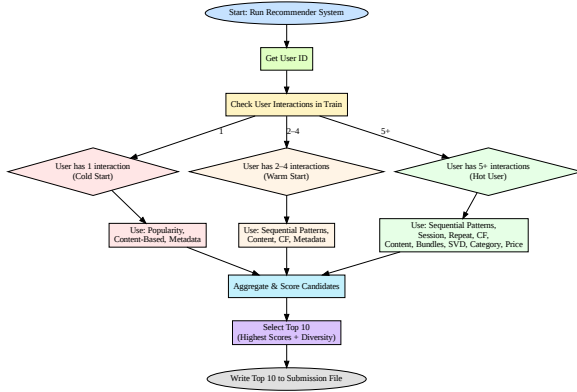 Start: Run Recommender System
Get User ID
Check User Interactions in Train
1
2–4
5+
User has 1 interaction
(Cold Start)
User has 2–4 interactions
(Warm Start)
User has 5+ interactions
(Hot User)
Use: Popularity,
Content-Based, Metadata
Use: Sequential Patterns,
Content, CF, Metadata
Use: Sequential Patterns,
Session, Repeat, CF,
Content, Bundles, SVD, Category, Price
Aggregate & Score Candidates
Select Top 10
(Highest Scores + Diversity)
Write Top 10 to Submission File